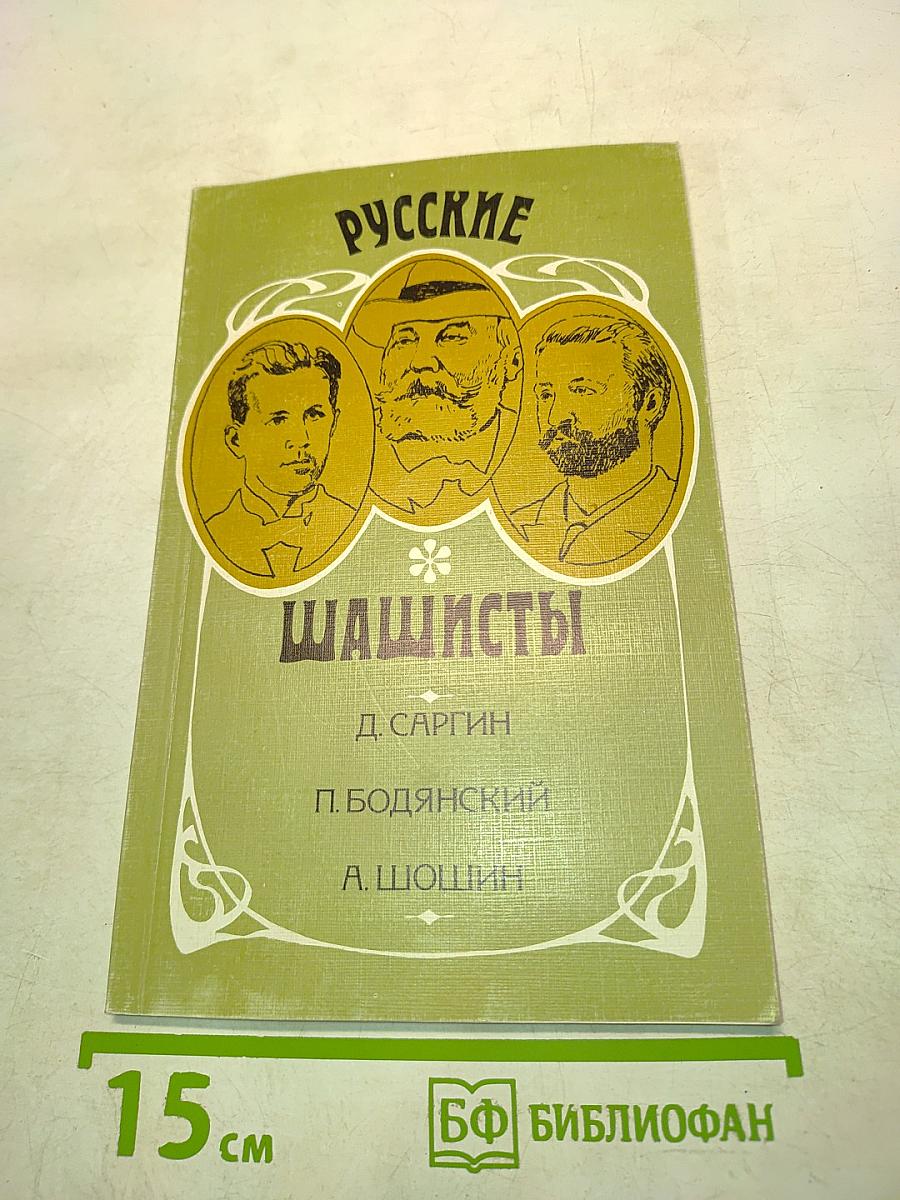 РУССКИЕ
ШАШИСТЫ
Д. САРГИН
П. БОДЯНСКИЙ
А. ШОШИН
15 см
БФ БИБЛИОФАН